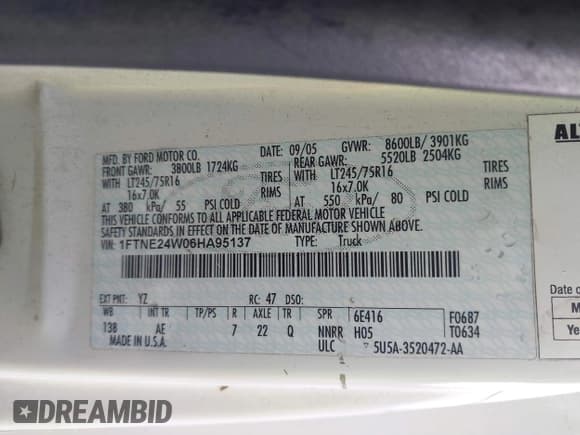 MFD. BY FORD MOTOR CO. DATE: 09/05 GVWR: 8600LB/ 3901KG
FRONT GAWR: 3800LB 1724KG REAR GAWR: 5520LB 2504KG
WITH LT245/75R16 TIRES WITH LT245/75R16 TIRES
16x7.0K RIMS 16x7.0K RIMS
AT 380 kPa/ 55 PSI COLD AT 550 kPa/ 80 PSI COLD
THIS VEHICLE CONFORMS TO ALL APPLICABLE FEDERAL MOTOR VEHICLE
SAFETY STANDARDS IN EFFECT ON THE DATE OF MANUFACTURE SHOWN ABOVE.
VIN: 1FTNE24W06HA95137 TYPE: Truck
EXT PNT: YZ RC: 47 DSO:
WB INT TR TP/PS R AXLE TR SPR 6E416 F0687
138 AE 7 22 Q NNRR H05 T0634
MADE IN U.S.A. ULC 5U5A-3520472-AA
DREAMBID